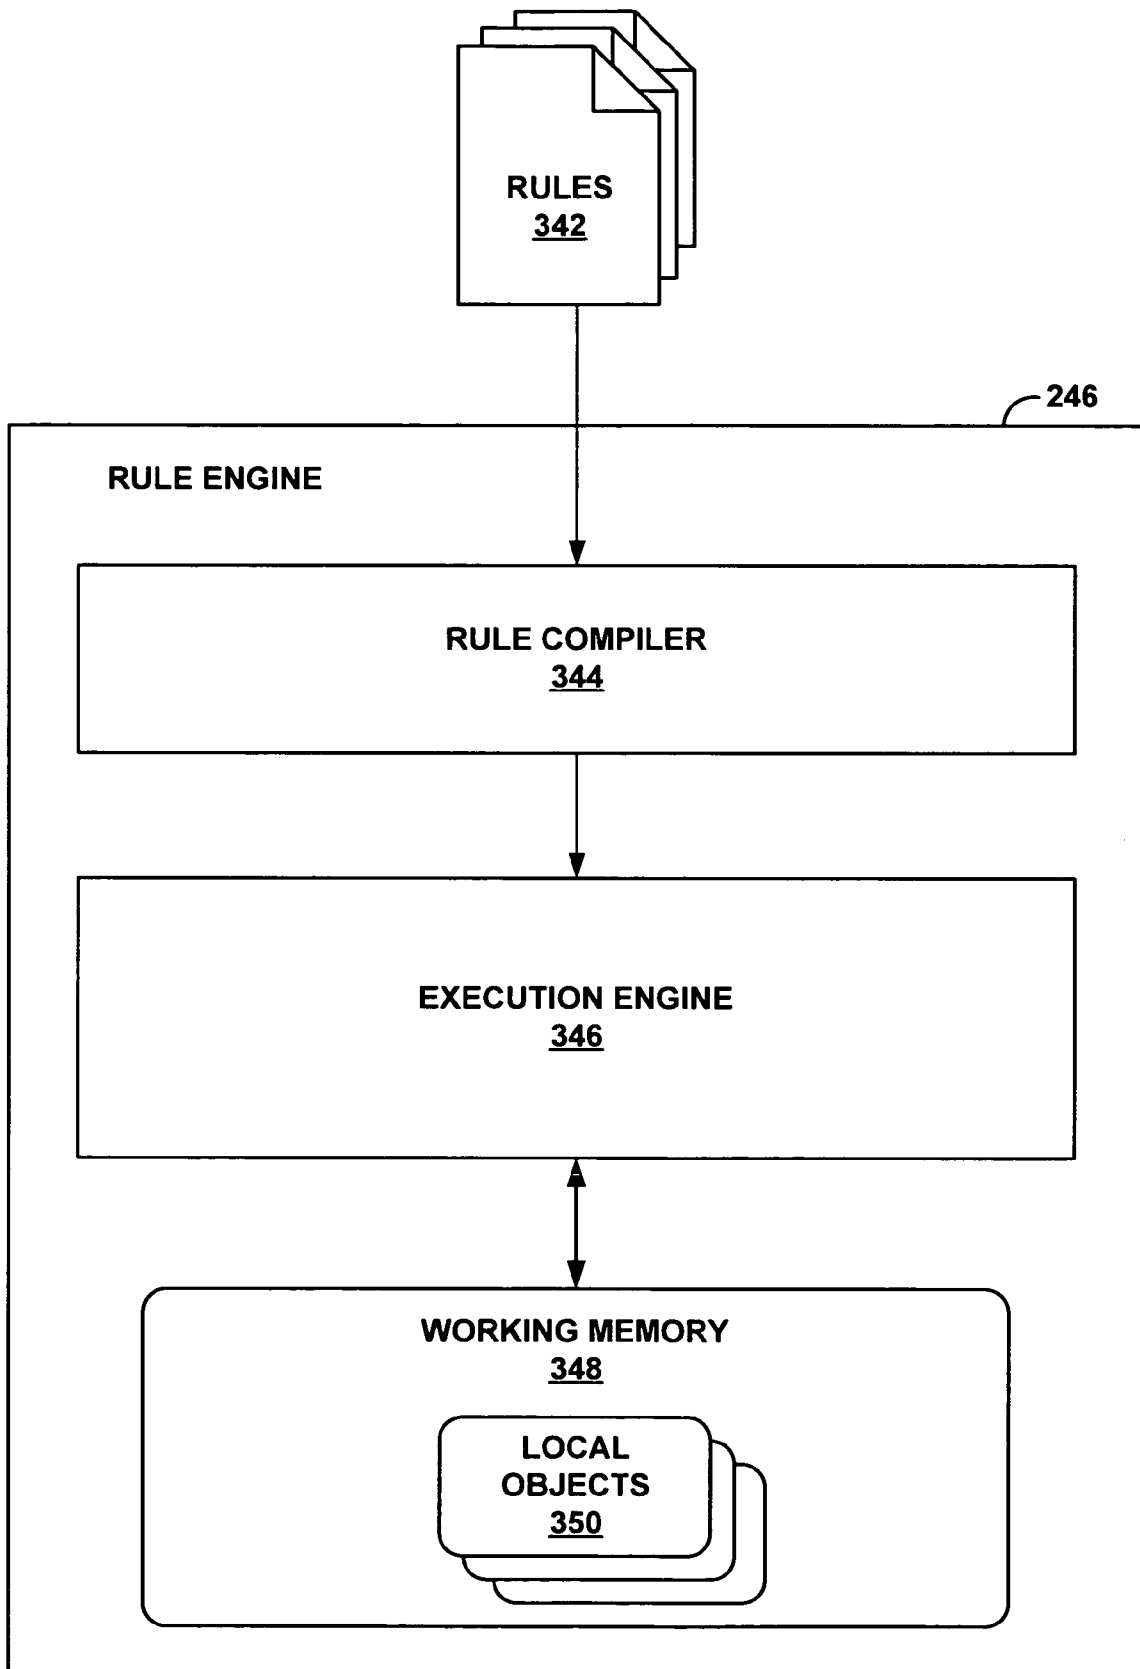 RULES
342
246
RULE ENGINE
RULE COMPILER
344
EXECUTION ENGINE
346
WORKING MEMORY
348
LOCAL
OBJECTS
350